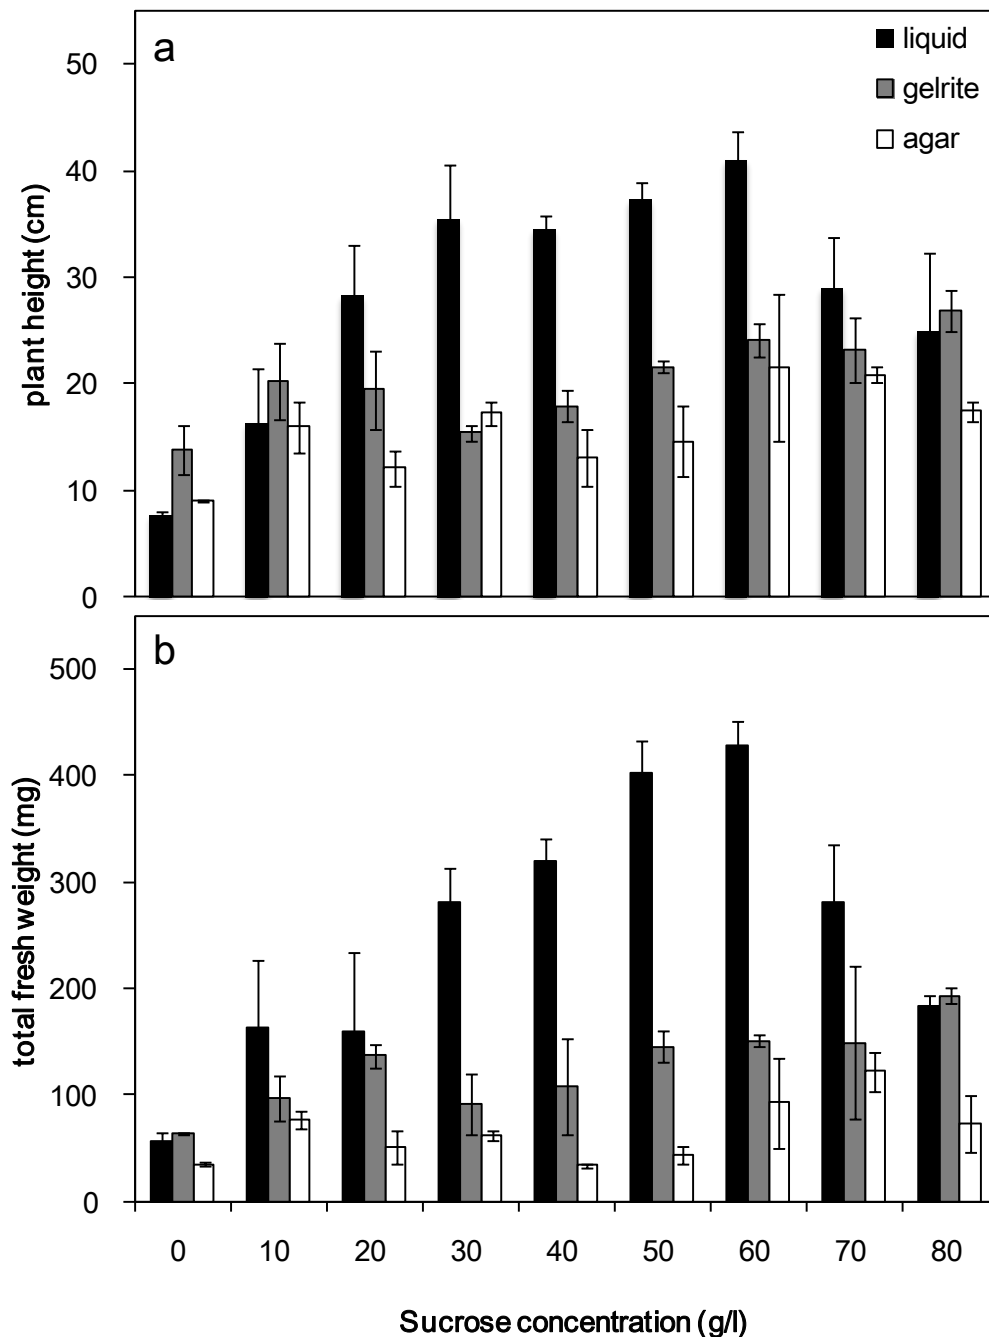 a
liquid
gelrite
agar
50
40
30
20
10
0
plant height (cm)
b
500
400
300
200
100
0
total fresh weight (mg)
0 10 20 30 40 50 60 70 80
Sucrose concentration (g/l)